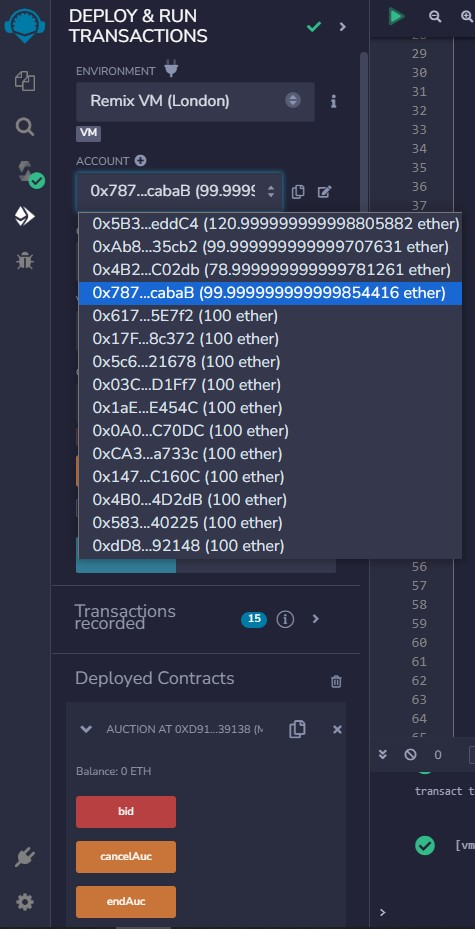 DEPLOY & RUN
TRANSACTIONS
ENVIRONMENT
Remix VM (London)
VM
ACCOUNT
0x787...cabaB (99.9999
0x5B3...eddC4 (120.999999999998805882 ether)
0xAb8...35cb2 (99.999999999999707631 ether)
0x4B2...C02db (78.999999999999781261 ether)
0x787...cabaB (99.999999999999854416 ether)
0x617...5E7f2 (100 ether)
0x17F...8c372 (100 ether)
0x5c6...21678 (100 ether)
0x03C...D1Ff7 (100 ether)
0x1aE...E454C (100 ether)
0x0A0...C70DC (100 ether)
0xCA3...a733c (100 ether)
0x147...C160C (100 ether)
0x4B0...4D2dB (100 ether)
0x583...40225 (100 ether)
0xdD8...92148 (100 ether)
Transactions
recorded
15
Deployed Contracts
AUCTION AT 0XD91...39138 (M
Balance: 0 ETH
bid
cancelAuc
endAuc
29
30
31
32
33
34
35
36
37
56
57
58
59
60
61
62
63
64
0
transact t
[vm
>